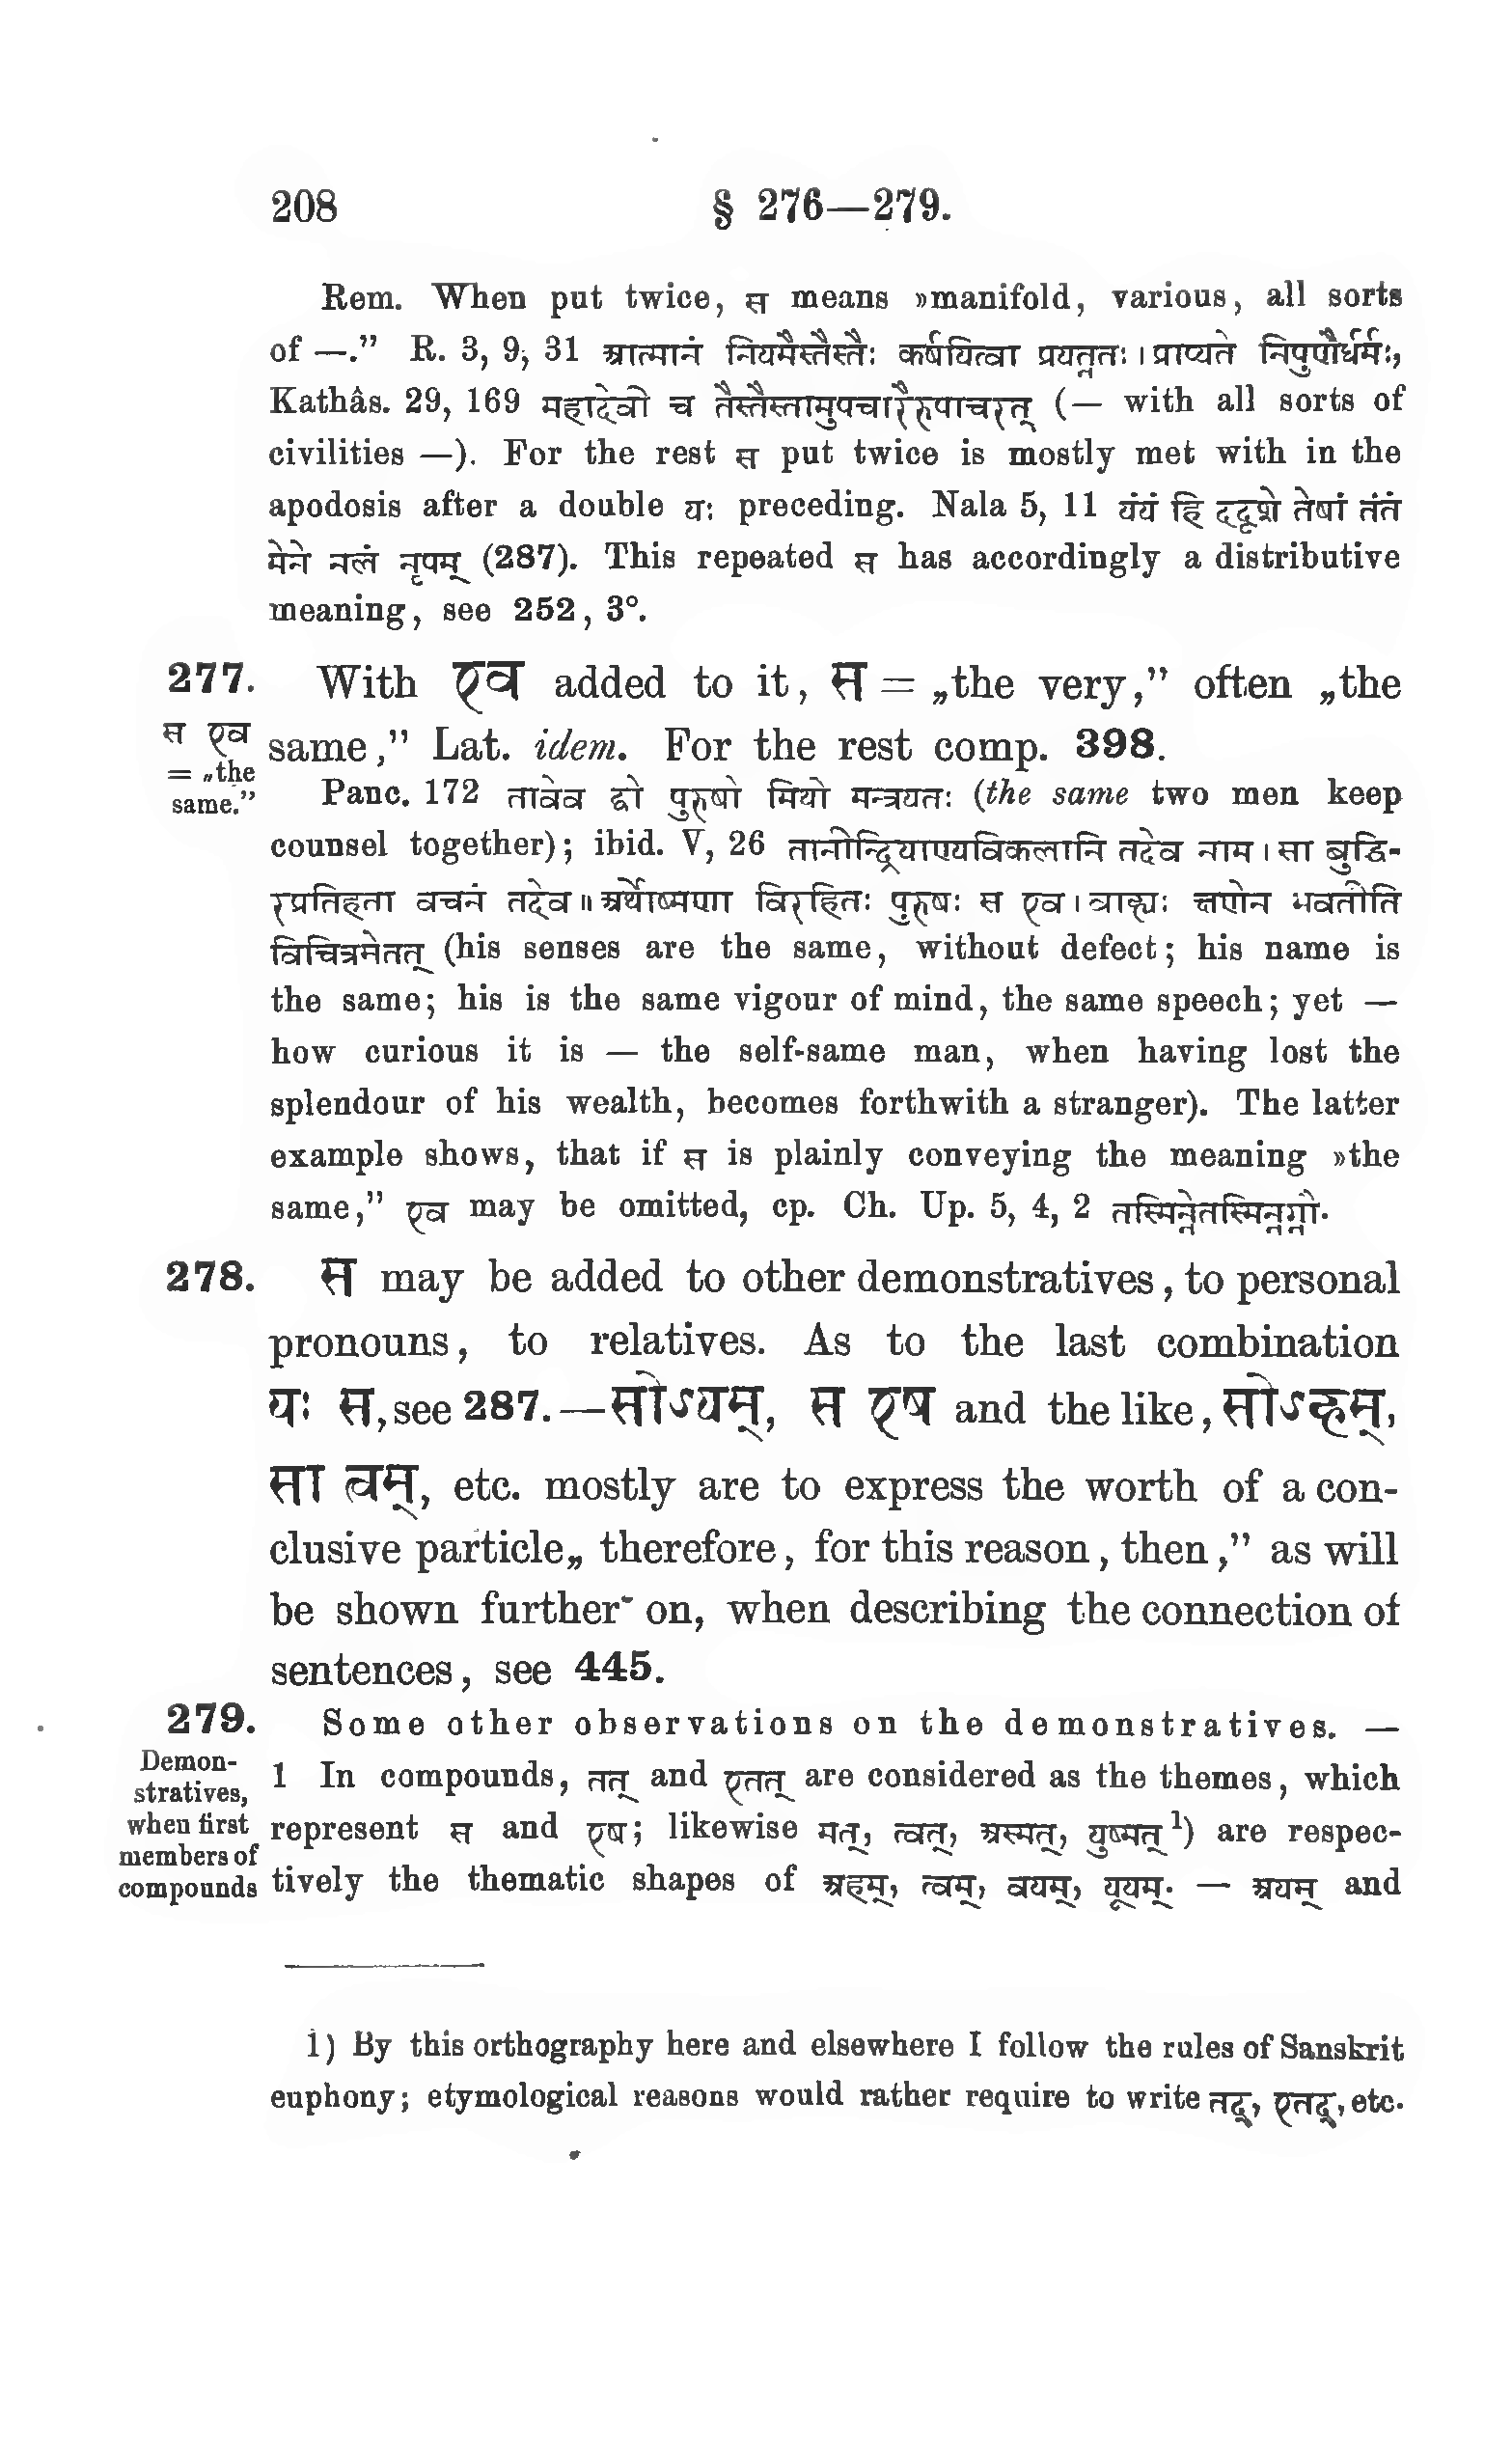 208 § 276—279.
Rem. When put twice, स means »manifold, various, all sorts
of —.” R. 3, 9, 31 आत्मानं नियमैस्तैस्तैः कर्षयित्वा प्रयत्नतः । प्राप्यते निपुणैर्धर्मः,
Kathâs. 29, 169 महादेवी च तैस्तैस्तामुपचारैरुपाचरत् (— with all sorts of
civilities —). For the rest स put twice is mostly met with in the
apodosis after a double यः preceding. Nala 5, 11 यंयं हि ददृशे तेषां तंतं
मेने नलं नृपम् (287). This repeated स has accordingly a distributive
meaning, see 252, 3°.
277. With एव added to it, स = „the very,” often „the
स एव same,” Lat. idem. For the rest comp. 398.
= „the
same.” Panc. 172 तावेव द्वौ पुरुषौ मिथो मन्त्रयतः (the same two men keep
counsel together); ibid. V, 26 तानीन्द्रियाण्यविकलानि तदेव नाम । सा बुद्धि-
रप्रतिहता वचनं तदेव ॥ अर्थोष्मणा विरहितः पुरुषः स एव । वाह्यः क्षणेन भवतीति
विचित्रमेतत् (his senses are the same, without defect; his name is
the same; his is the same vigour of mind, the same speech; yet —
how curious it is — the self-same man, when having lost the
splendour of his wealth, becomes forthwith a stranger). The latter
example shows, that if स is plainly conveying the meaning »the
same,” एव may be omitted, cp. Ch. Up. 5, 4, 2 तस्मिन्नेतस्मिन्नग्नौ.
278. स may be added to other demonstratives, to personal
pronouns, to relatives. As to the last combination
यः स, see 287. — सोऽयम्, स एष and the like, सोऽहम्,
सा त्वम्, etc. mostly are to express the worth of a con-
clusive particle„ therefore, for this reason, then,” as will
be shown further on, when describing the connection of
sentences, see 445.
279. Some other observations on the demonstratives. —
Demon-
stratives,
when first
members of
compounds
1 In compounds, तत् and एतत् are considered as the themes, which
represent स and एष; likewise मत्, त्वत्, अस्मत्, युष्मत् ¹) are respec-
tively the thematic shapes of अहम्, त्वम्, वयम्, यूयम्. — अयम् and
1) By this orthography here and elsewhere I follow the rules of Sanskrit
euphony; etymological reasons would rather require to write तद्, एतद्, etc.